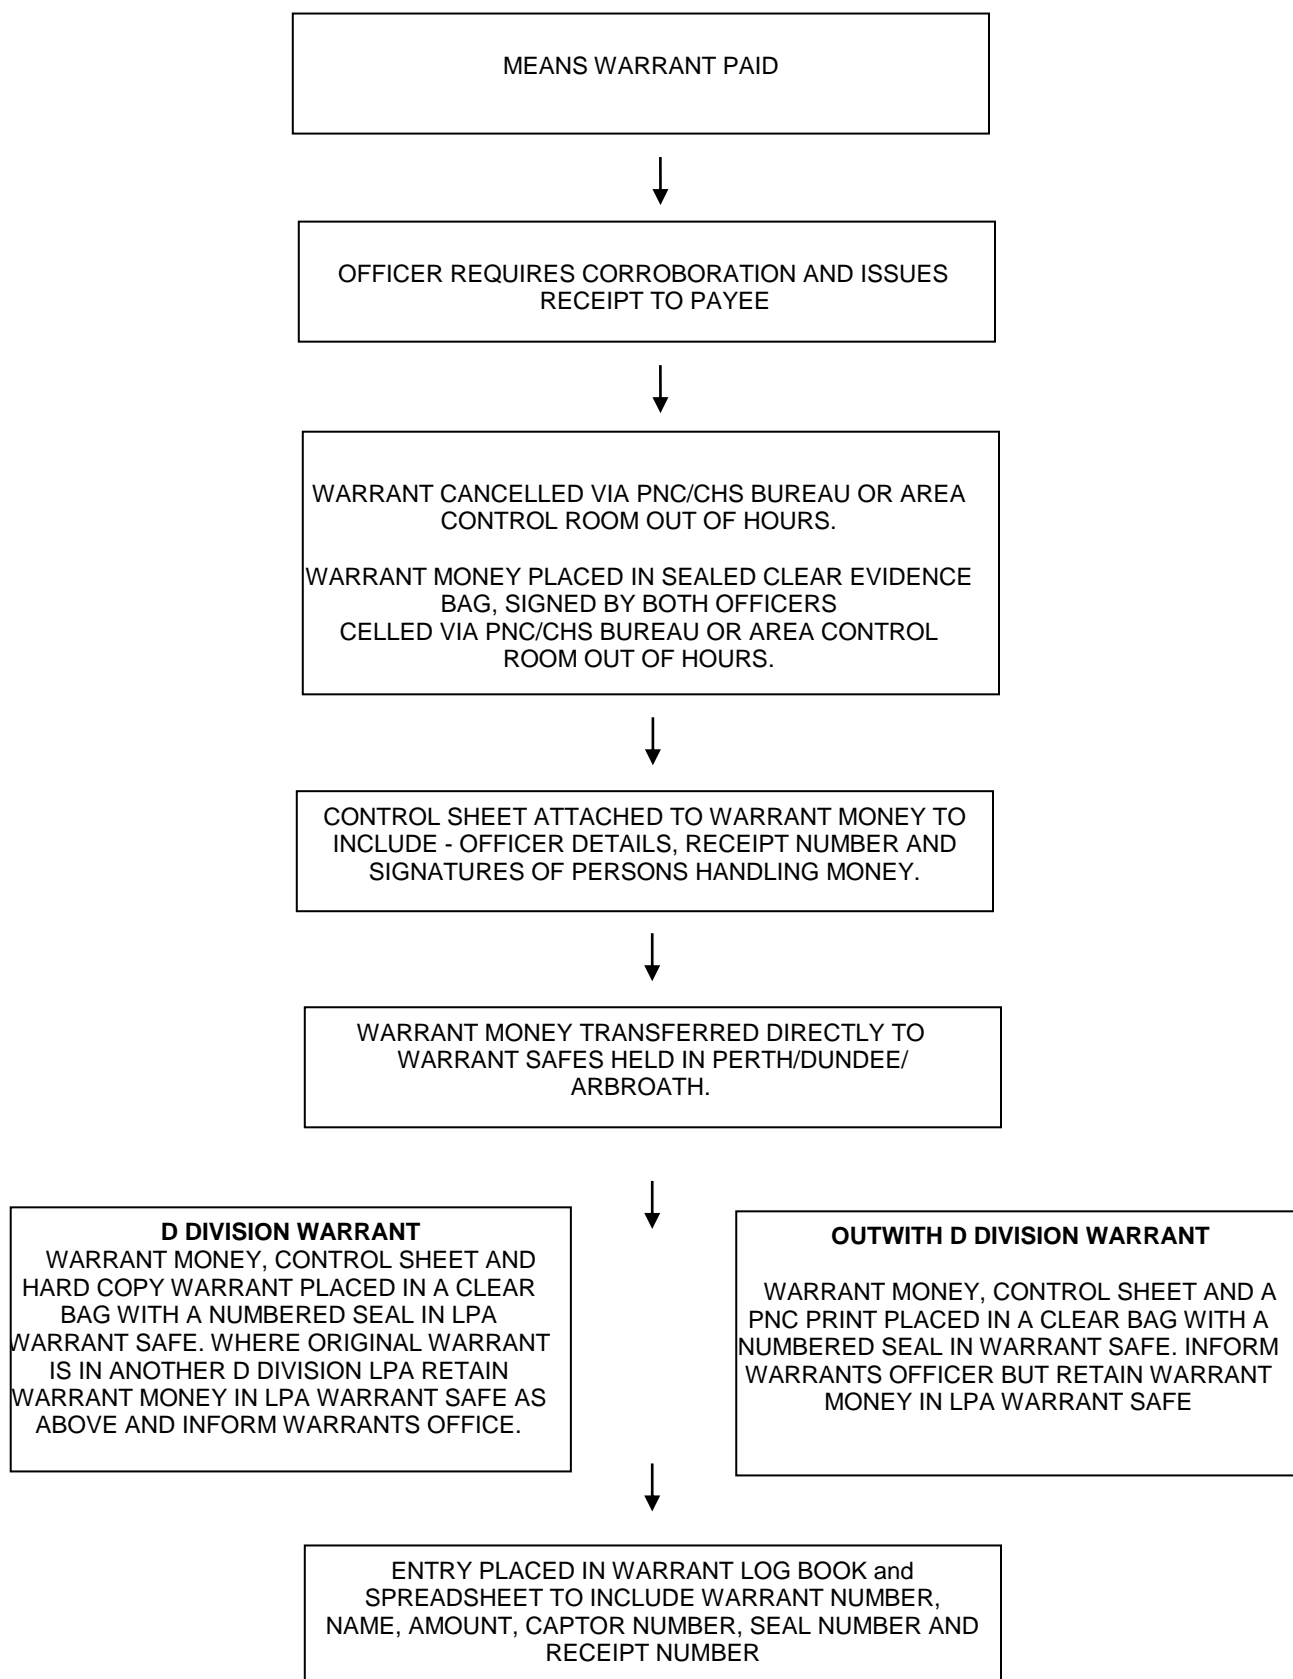 MEANS WARRANT PAID
OFFICER REQUIRES CORROBORATION AND ISSUES
RECEIPT TO PAYEE
WARRANT CANCELLED VIA PNC/CHS BUREAU OR AREA
CONTROL ROOM OUT OF HOURS.
WARRANT MONEY PLACED IN SEALED CLEAR EVIDENCE
BAG, SIGNED BY BOTH OFFICERS
CELLED VIA PNC/CHS BUREAU OR AREA CONTROL
ROOM OUT OF HOURS.
CONTROL SHEET ATTACHED TO WARRANT MONEY TO
INCLUDE - OFFICER DETAILS, RECEIPT NUMBER AND
SIGNATURES OF PERSONS HANDLING MONEY.
WARRANT MONEY TRANSFERRED DIRECTLY TO
WARRANT SAFES HELD IN PERTH/DUNDEE/
ARBROATH.
D DIVISION WARRANT
WARRANT MONEY, CONTROL SHEET AND
HARD COPY WARRANT PLACED IN A CLEAR
BAG WITH A NUMBERED SEAL IN LPA
WARRANT SAFE. WHERE ORIGINAL WARRANT
IS IN ANOTHER D DIVISION LPA RETAIN
WARRANT MONEY IN LPA WARRANT SAFE AS
ABOVE AND INFORM WARRANTS OFFICE.
OUTWITH D DIVISION WARRANT
WARRANT MONEY, CONTROL SHEET AND A
PNC PRINT PLACED IN A CLEAR BAG WITH A
NUMBERED SEAL IN WARRANT SAFE. INFORM
WARRANTS OFFICER BUT RETAIN WARRANT
MONEY IN LPA WARRANT SAFE
ENTRY PLACED IN WARRANT LOG BOOK and
SPREADSHEET TO INCLUDE WARRANT NUMBER,
NAME, AMOUNT, CAPTOR NUMBER, SEAL NUMBER AND
RECEIPT NUMBER